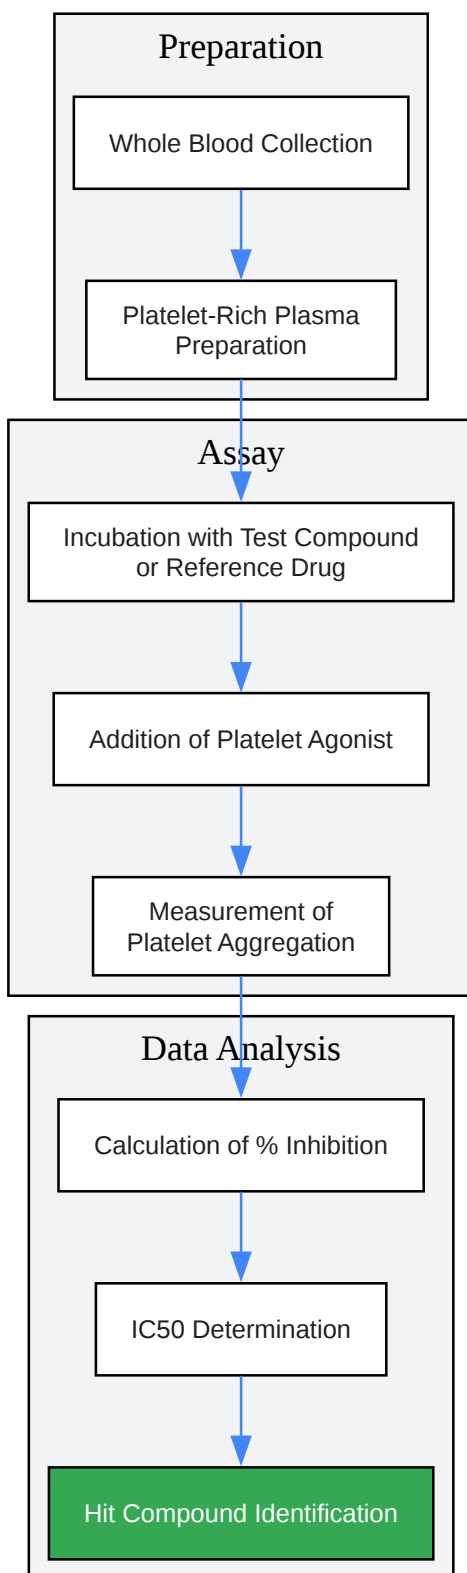 Preparation
Whole Blood Collection
Platelet-Rich Plasma
Preparation
Assay
Incubation with Test Compound
or Reference Drug
Addition of Platelet Agonist
Measurement of
Platelet Aggregation
Data Analysis
Calculation of % Inhibition
IC50 Determination
Hit Compound Identification